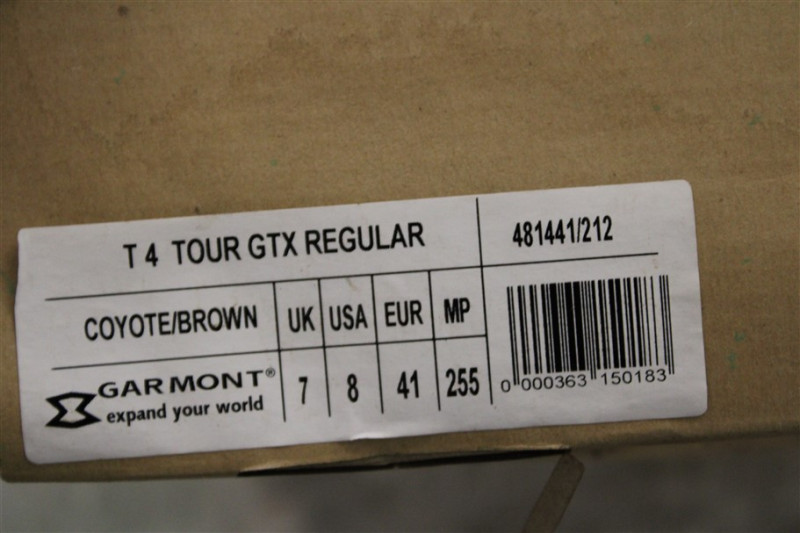 T 4 TOUR GTX REGULAR
481441/212
COYOTE/BROWN
UK USA EUR MP
7 8 41 255
GARMONT®
expand your world
0 000363 150183